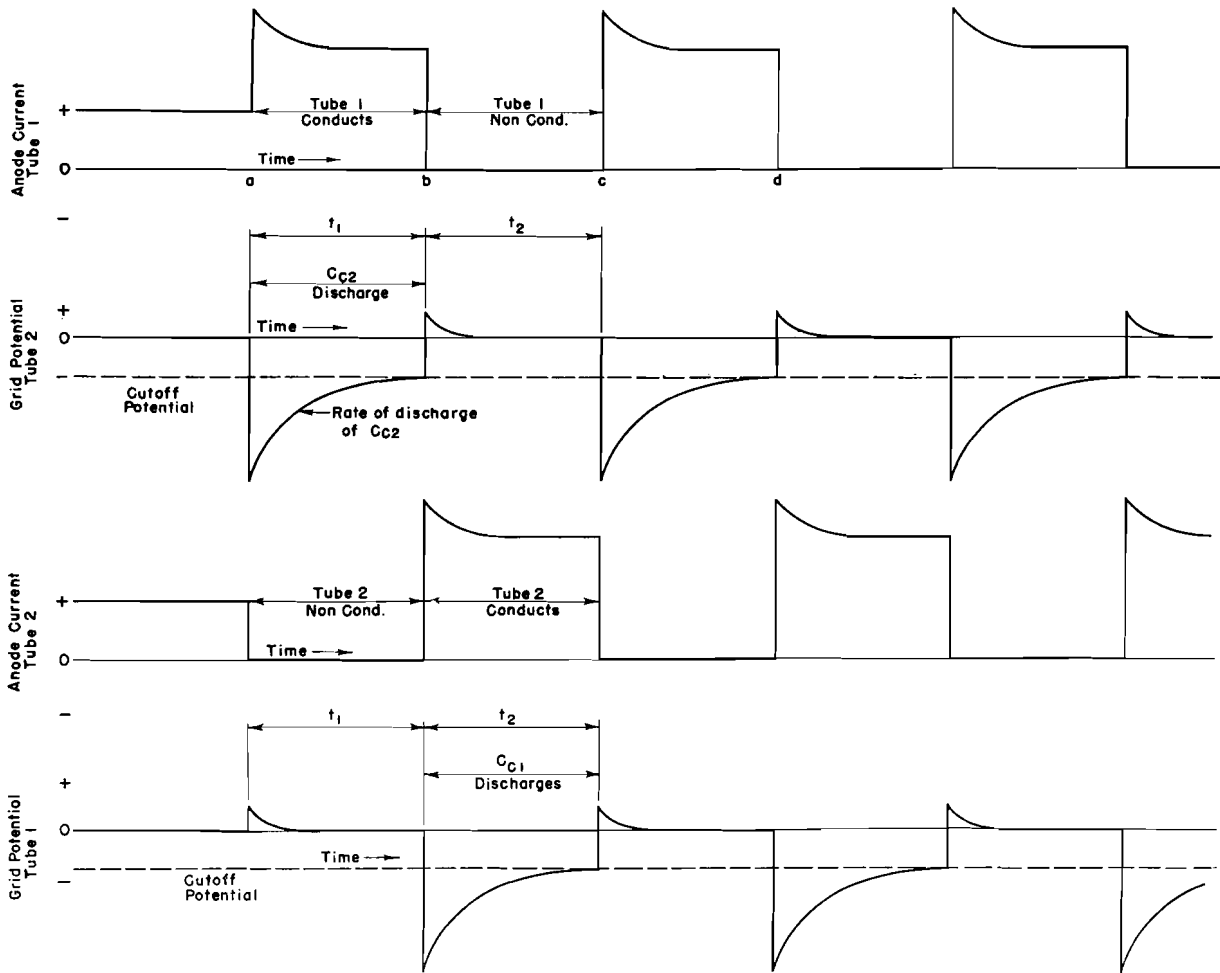 Anode Current
Tube 1
+
0
Tube 1
Conducts
Tube 1
Non Cond.
Time
a
b
c
d
Grid Potential
Tube 2
–
+
0
–
t1
t2
CC2
Discharge
Time
Cutoff
Potential
Rate of discharge
of CC2
Anode Current
Tube 2
+
0
Tube 2
Non Cond.
Tube 2
Conducts
Time
Grid Potential
Tube 1
–
+
0
–
t1
t2
CC1
Discharges
Time
Cutoff
Potential